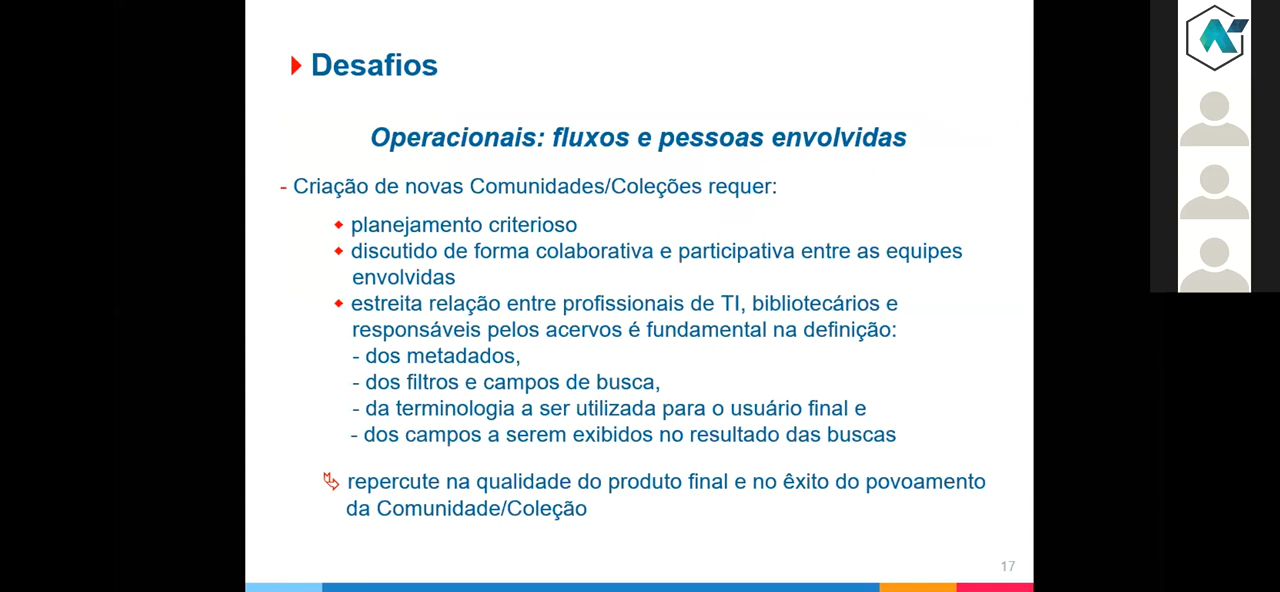 Desafios
Operacionais: fluxos e pessoas envolvidas
- Criação de novas Comunidades/Coleções requer:
planejamento criterioso
discutido de forma colaborativa e participativa entre as equipes
envolvidas
estreita relação entre profissionais de TI, bibliotecários e
responsáveis pelos acervos é fundamental na definição:
- dos metadados,
- dos filtros e campos de busca,
- da terminologia a ser utilizada para o usuário final e
- dos campos a serem exibidos no resultado das buscas
repercute na qualidade do produto final e no êxito do povoamento
da Comunidade/Coleção
17